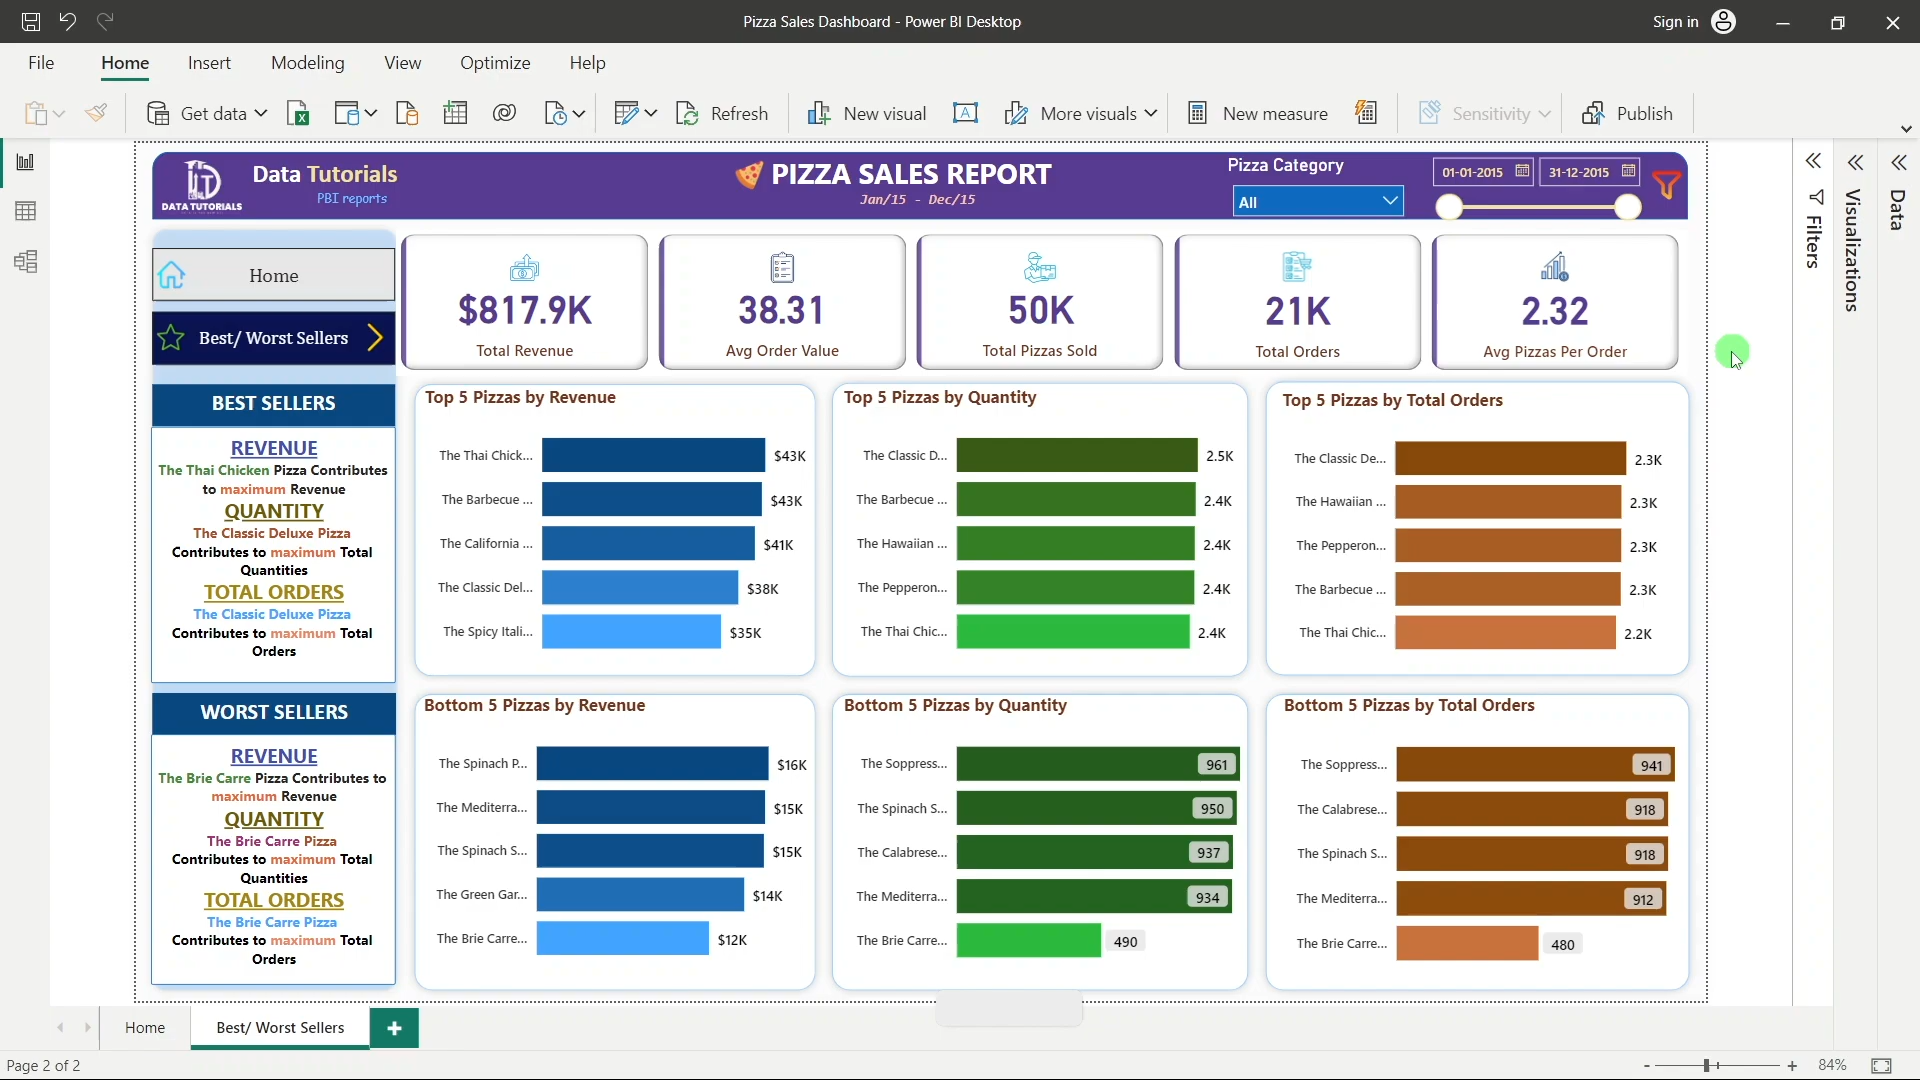 Pizza Sales Dashboard - Power BI Desktop
Sign in
File
Home
Insert
Modeling
View
Optimize
Help
Get data
Refresh
New visual
More visuals
New measure
Sensitivity
Publish
DATA TUTORIALS
Data Tutorials
PBI reports
PIZZA SALES REPORT
Jan/15 - Dec/15
Pizza Category
All
01-01-2015
31-12-2015
Filters
Visualizations
Data
Home
Best/ Worst Sellers
$817.9K
Total Revenue
38.31
Avg Order Value
50K
Total Pizzas Sold
21K
Total Orders
2.32
Avg Pizzas Per Order
BEST SELLERS
REVENUE
The Thai Chicken Pizza Contributes
to maximum Revenue
QUANTITY
The Classic Deluxe Pizza
Contributes to maximum Total
Quantities
TOTAL ORDERS
The Classic Deluxe Pizza
Contributes to maximum Total
Orders
Top 5 Pizzas by Revenue
The Thai Chick... $43K
The Barbecue ... $43K
The California ... $41K
The Classic Del... $38K
The Spicy Itali... $35K
Top 5 Pizzas by Quantity
The Classic D... 2.5K
The Barbecue ... 2.4K
The Hawaiian ... 2.4K
The Pepperon... 2.4K
The Thai Chic... 2.4K
Top 5 Pizzas by Total Orders
The Classic De... 2.3K
The Hawaiian ... 2.3K
The Pepperon... 2.3K
The Barbecue ... 2.3K
The Thai Chic... 2.2K
WORST SELLERS
REVENUE
The Brie Carre Pizza Contributes to
maximum Revenue
QUANTITY
The Brie Carre Pizza
Contributes to maximum Total
Quantities
TOTAL ORDERS
The Brie Carre Pizza
Contributes to maximum Total
Orders
Bottom 5 Pizzas by Revenue
The Spinach P... $16K
The Mediterra... $15K
The Spinach S... $15K
The Green Gar... $14K
The Brie Carre... $12K
Bottom 5 Pizzas by Quantity
The Soppress... 961
The Spinach S... 950
The Calabrese... 937
The Mediterra... 934
The Brie Carre... 490
Bottom 5 Pizzas by Total Orders
The Soppress... 941
The Calabrese... 918
The Spinach S... 918
The Mediterra... 912
The Brie Carre... 480
Home
Best/ Worst Sellers
Page 2 of 2
84%